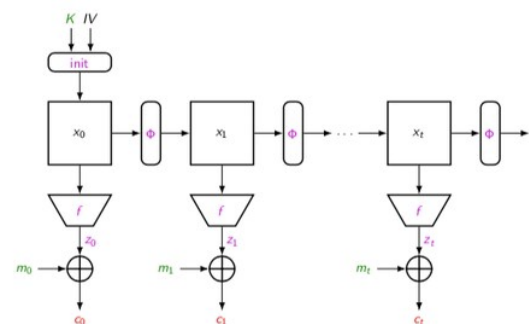 K IV
init
x₀ Φ x₁ Φ ... xₜ Φ
f f f
z₀ z₁ zₜ
m₀ m₁ mₜ
c₀ c₁ cₜ